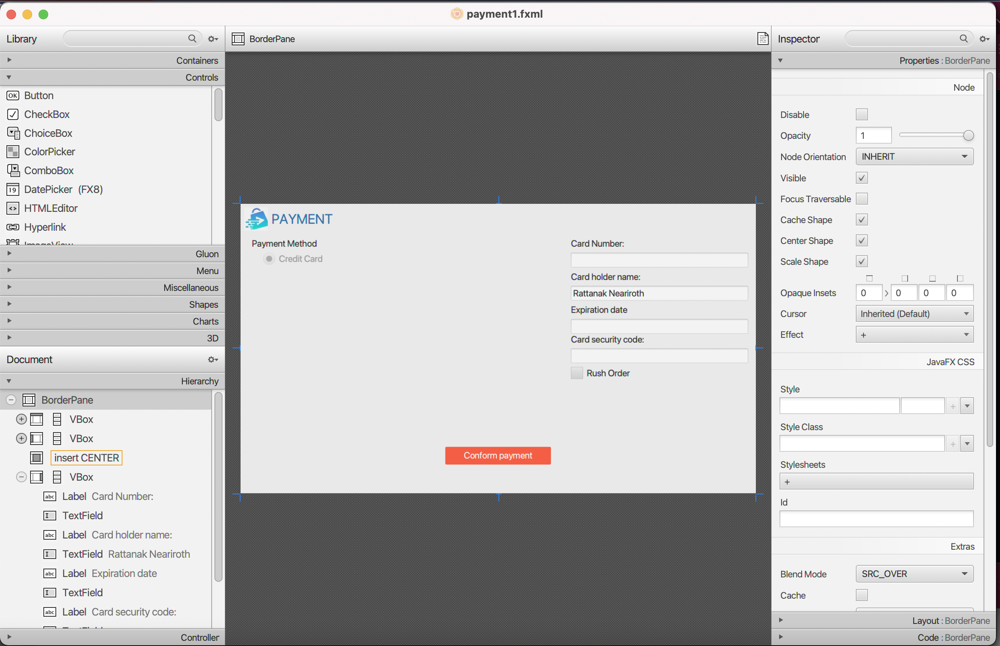 payment1.fxml
Library
BorderPane
Inspector
Containers
Properties : BorderPane
Controls
OK Button
CheckBox
ChoiceBox
ColorPicker
ComboBox
19 DatePicker (FX8)
<> HTMLEditor
Hyperlink
ImageView
Gluon
Menu
Miscellaneous
Shapes
Charts
3D
Document
Hierarchy
BorderPane
VBox
VBox
insert CENTER
VBox
abc Label Card Number:
TextField
abc Label Card holder name:
TextField Rattanak Neariroth
abc Label Expiration date
TextField
abc Label Card security code:
TextField
Controller
PAYMENT
Payment Method
Credit Card
Card Number:
Card holder name:
Rattanak Neariroth
Expiration date
Card security code:
Rush Order
Conform payment
Node
Disable
Opacity 1
Node Orientation INHERIT
Visible
Focus Traversable
Cache Shape
Center Shape
Scale Shape
Opaque Insets 0 > 0 0 0
Cursor Inherited (Default)
Effect +
JavaFX CSS
Style
+
Style Class
+
Stylesheets
+
Id
Extras
Blend Mode SRC_OVER
Cache
Layout : BorderPane
Code : BorderPane